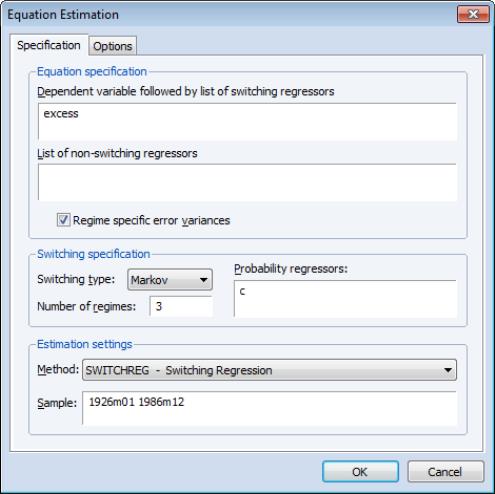 Equation Estimation
Specification Options
Equation specification
Dependent variable followed by list of switching regressors
excess
List of non-switching regressors
Regime specific error variances
Switching specification
Switching type: Markov
Probability regressors:
c
Number of regimes: 3
Estimation settings
Method: SWITCHREG - Switching Regression
Sample: 1926m01 1986m12
OK Cancel